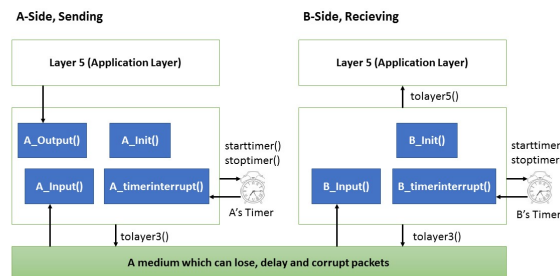 A-Side, Sending
Layer 5 (Application Layer)
A_Output()
A_Init()
A_Input()
A_timerinterrupt()
starttimer()
stoptimer()
A's Timer
tolayer3()
B-Side, Recieving
Layer 5 (Application Layer)
tolayer5()
B_Init()
B_Input()
B_timerinterrupt()
starttimer()
stoptimer()
B's Timer
tolayer3()
A medium which can lose, delay and corrupt packets